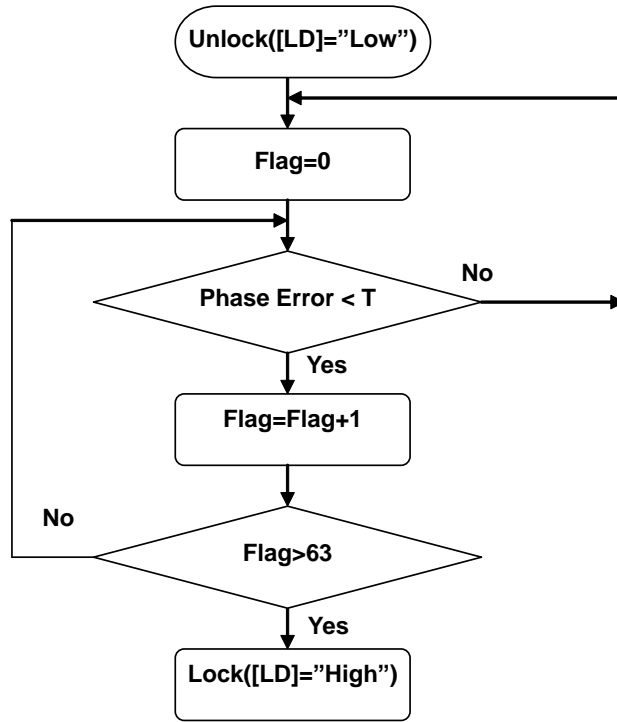 Unlock([LD]=”Low”)
Flag=0
Phase Error < T
No
Yes
Flag=Flag+1
No
Flag>63
Yes
Lock([LD]=”High”)